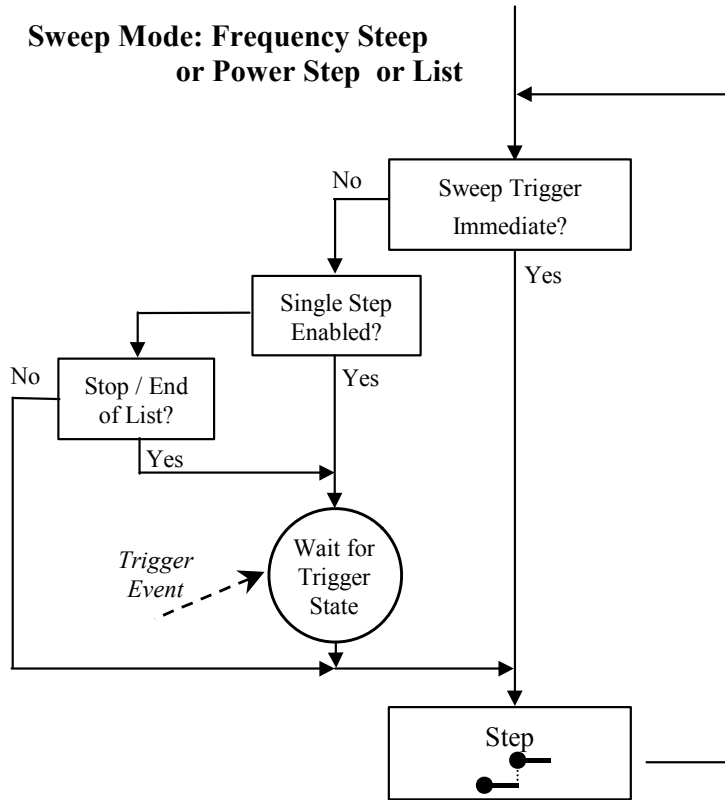 Sweep Mode: Frequency Steep
or Power Step or List
No
Sweep Trigger
Immediate?
Yes
Single Step
Enabled?
No
Stop / End
of List?
Yes
Yes
Wait for
Trigger
State
Trigger
Event
Step